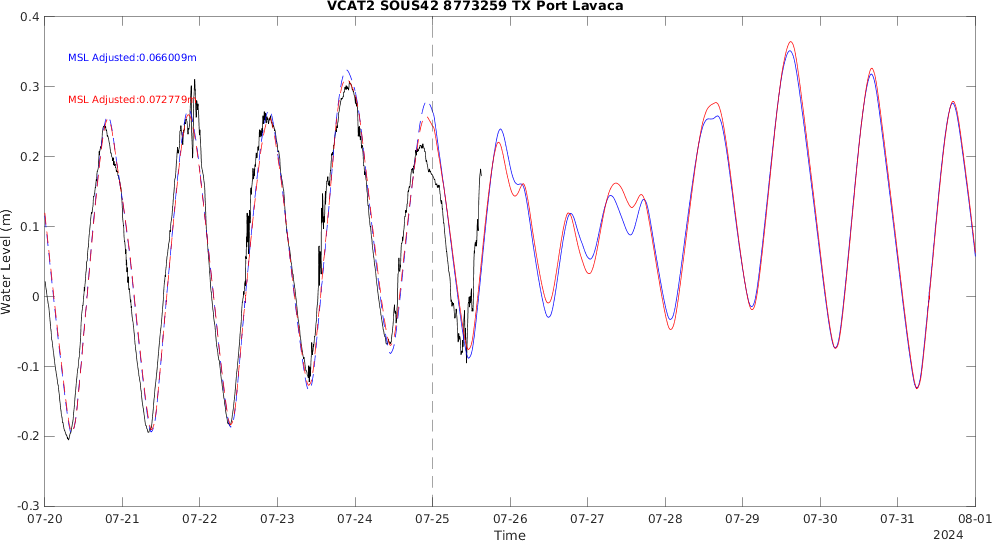 VCAT2 SOUS42 8773259 TX Port Lavaca
0.4
MSL Adjusted:0.066009m
0.3
MSL Adjusted:0.072779m
0.2
0.1
0
-0.1
-0.2
-0.3
Water Level (m)
07-20 07-21 07-22 07-23 07-24 07-25 07-26 07-27 07-28 07-29 07-30 07-31 08-01
Time
2024